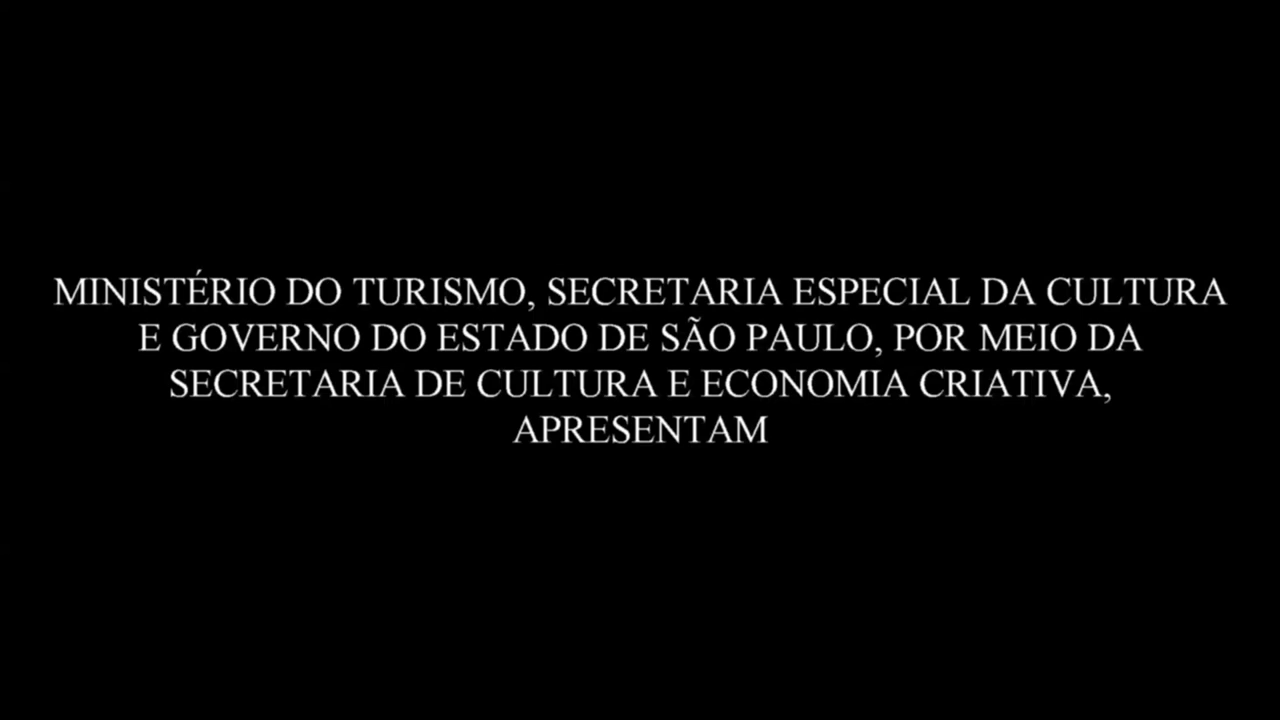 MINISTÉRIO DO TURISMO, SECRETARIA ESPECIAL DA CULTURA
E GOVERNO DO ESTADO DE SÃO PAULO, POR MEIO DA
SECRETARIA DE CULTURA E ECONOMIA CRIATIVA,
APRESENTAM